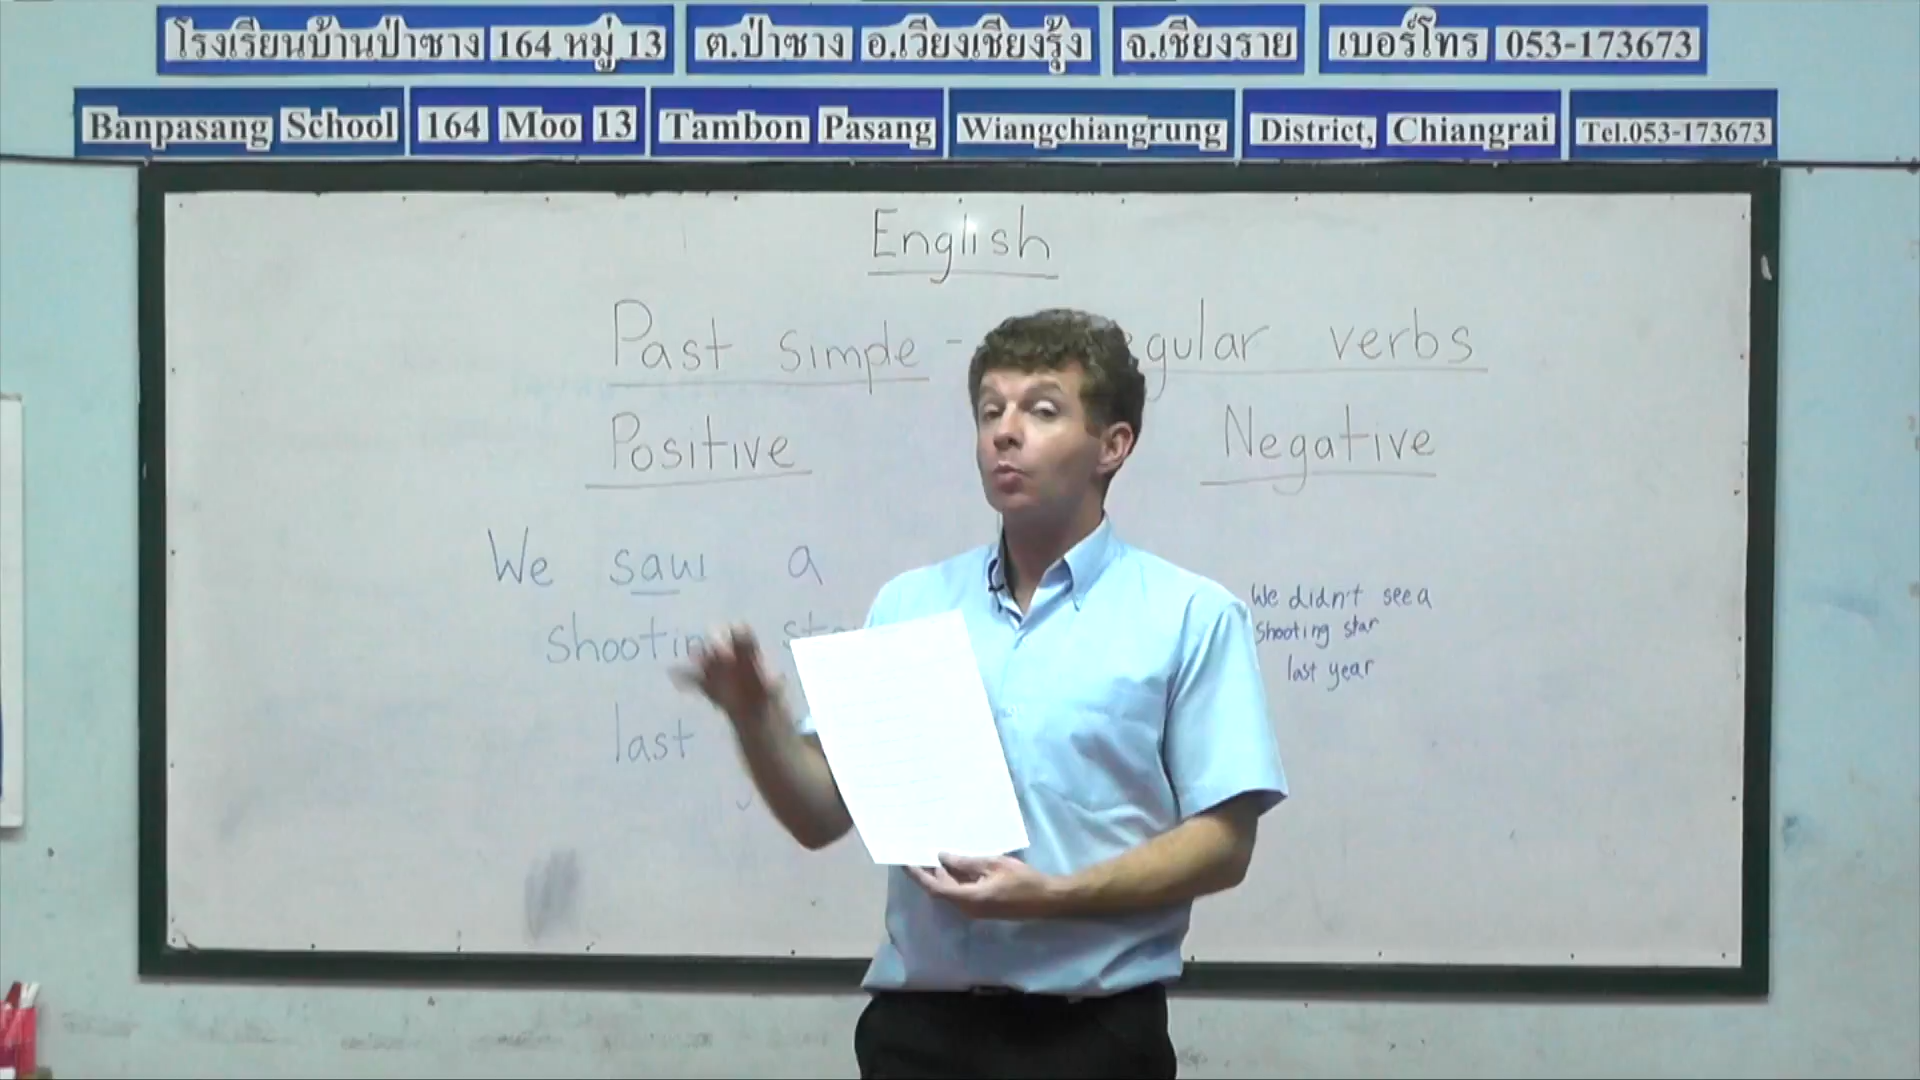 โรงเรียนบ้านป่าซาง 164 หมู่ 13 ต.ป่าซาง อ.เวียงเชียงรุ้ง จ.เชียงราย เบอร์โทร 053-173673
Banpasang School 164 Moo 13 Tambon Pasang Wiangchiangrung District, Chiangrai Tel.053-173673
English
Past simple - gular verbs
Positive Negative
We saw a
shooting
last
We didn't see a
shooting star
last year